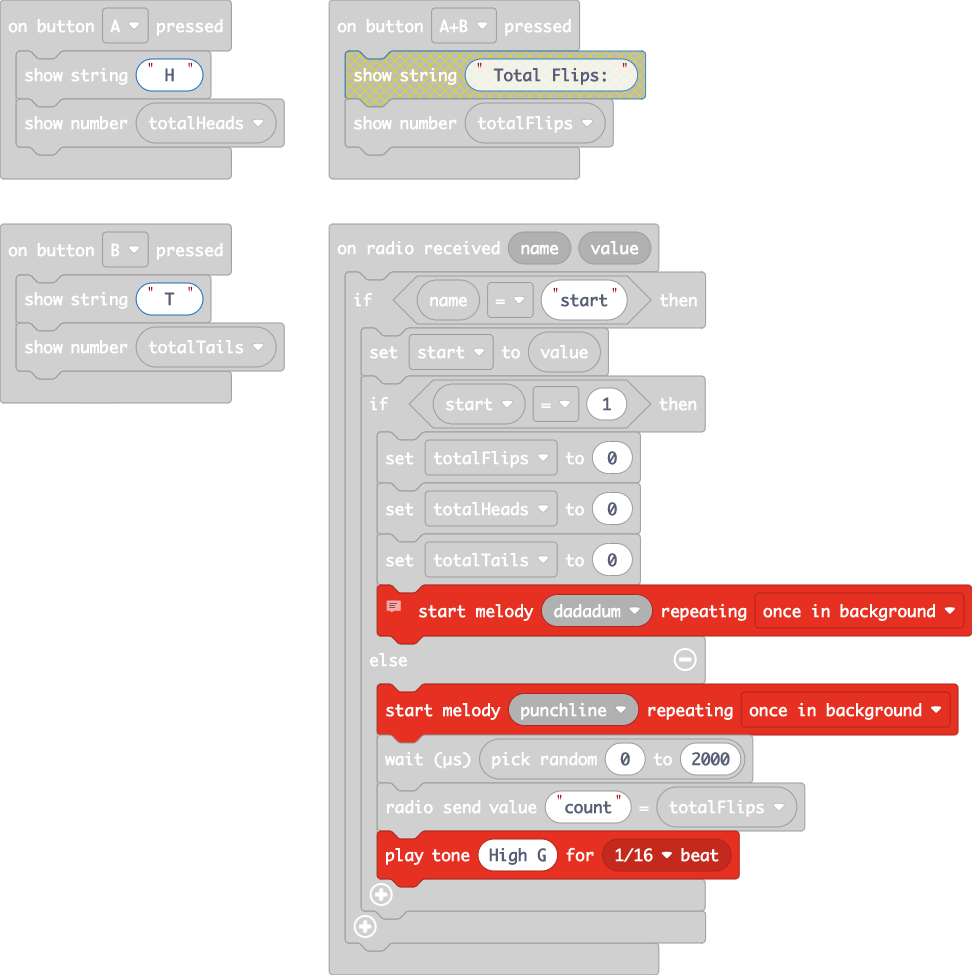 on button A pressed
show string " H "
show number totalHeads
on button A+B pressed
show string " Total Flips: "
show number totalFlips
on button B pressed
show string " T "
show number totalTails
on radio received name value
if name = "start" then
set start to value
if start = 1 then
set totalFlips to 0
set totalHeads to 0
set totalTails to 0
start melody dadadum repeating once in background
else
start melody punchline repeating once in background
wait (µs) pick random 0 to 2000
radio send value "count" = totalFlips
play tone High G for 1/16 beat